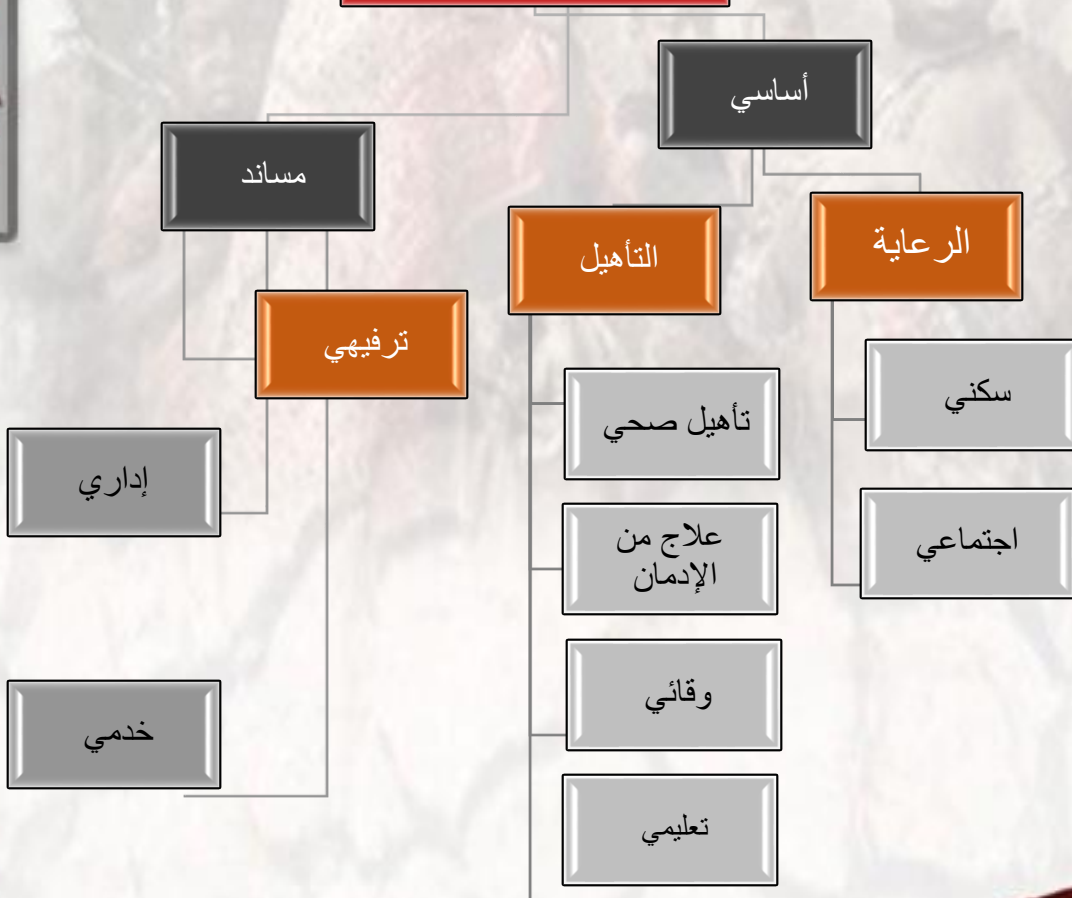 أساسي
مساند
الرعاية
التأهيل
ترفيهي
سكني
تأهيل صحي
إداري
علاج من
الإدمان
اجتماعي
وقائي
خدمي
تعليمي